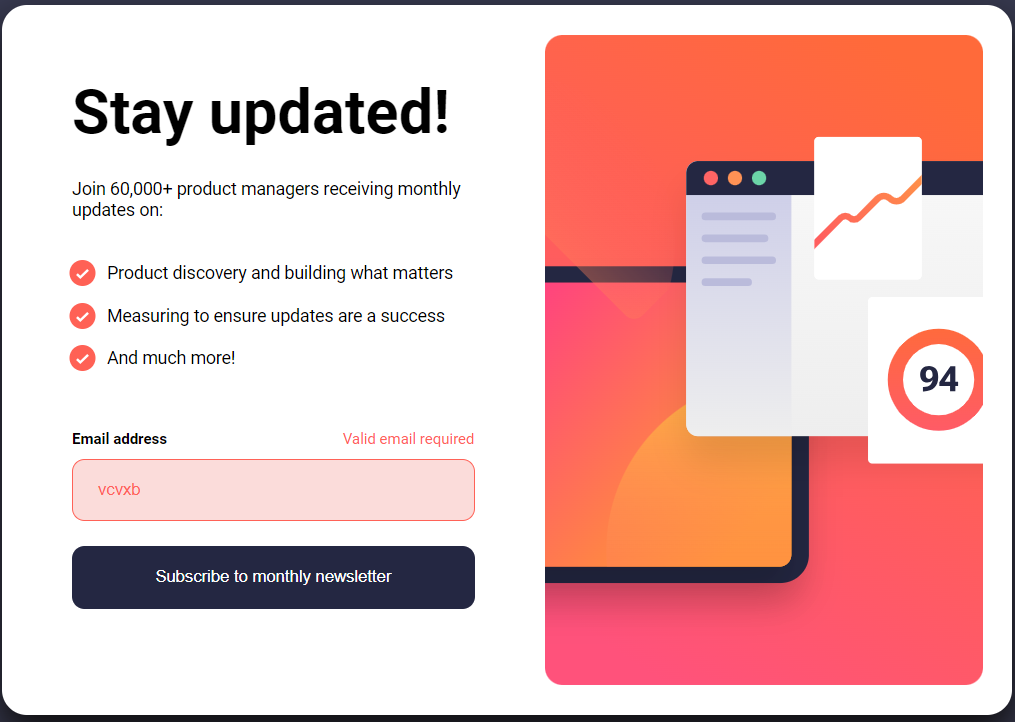 Stay updated!
Join 60,000+ product managers receiving monthly
updates on:
Product discovery and building what matters
Measuring to ensure updates are a success
And much more!
Email address
Valid email required
vcvxb
Subscribe to monthly newsletter
94